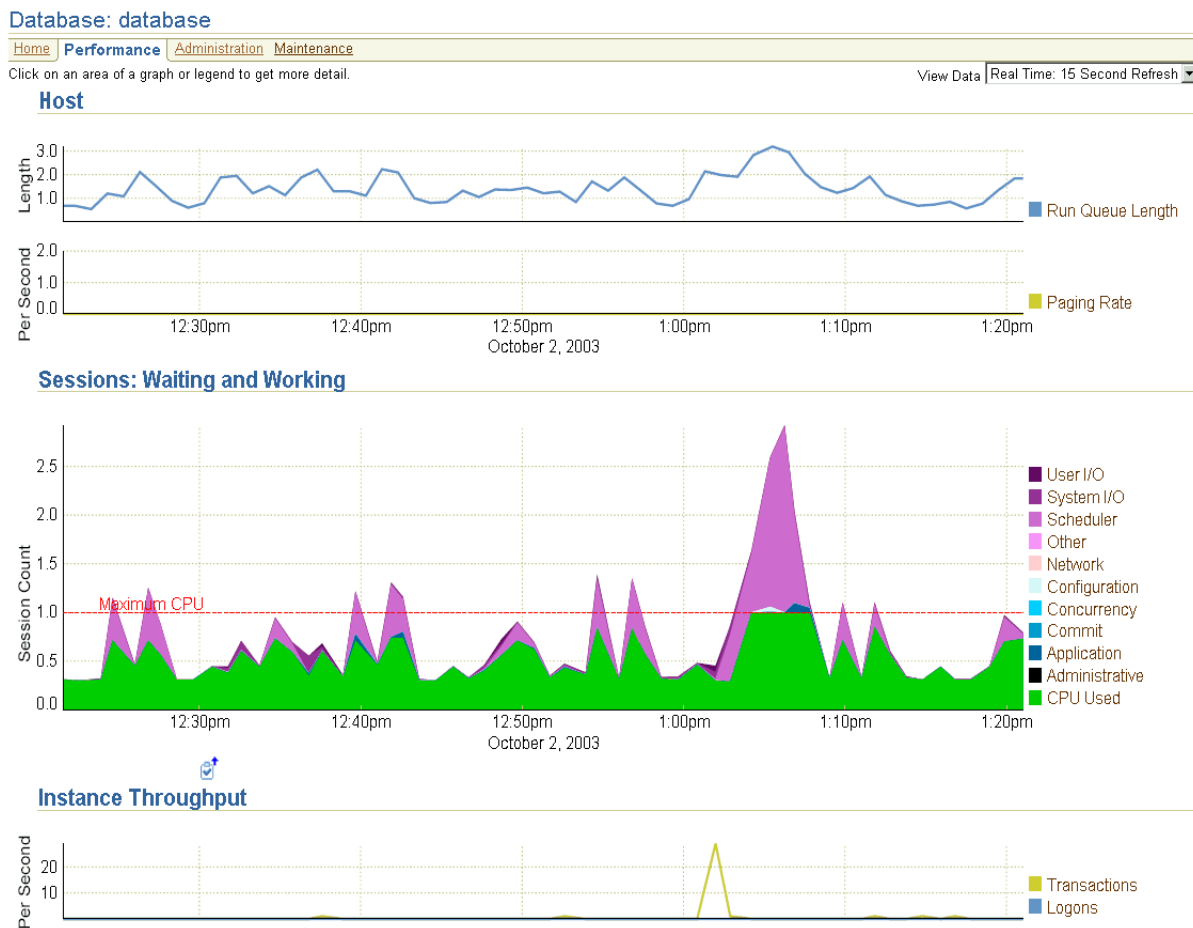 Database: database
Home Performance Administration Maintenance
Click on an area of a graph or legend to get more detail.
View Data Real Time: 15 Second Refresh
Host
Length
3.0
2.0
1.0
Run Queue Length
Per Second
2.0
1.0
0.0
Paging Rate
12:30pm 12:40pm 12:50pm 1:00pm 1:10pm 1:20pm
October 2, 2003
Sessions: Waiting and Working
Session Count
2.5
2.0
1.5
1.0
0.5
0.0
Maximum CPU
User I/O
System I/O
Scheduler
Other
Network
Configuration
Concurrency
Commit
Application
Administrative
CPU Used
12:30pm 12:40pm 12:50pm 1:00pm 1:10pm 1:20pm
October 2, 2003
Instance Throughput
Per Second
20
10
Transactions
Logons